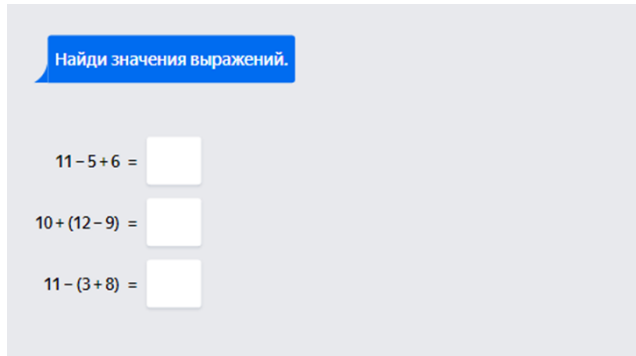 Найди значения выражений.
11 − 5 + 6 =
10 + (12 − 9) =
11 − (3 + 8) =